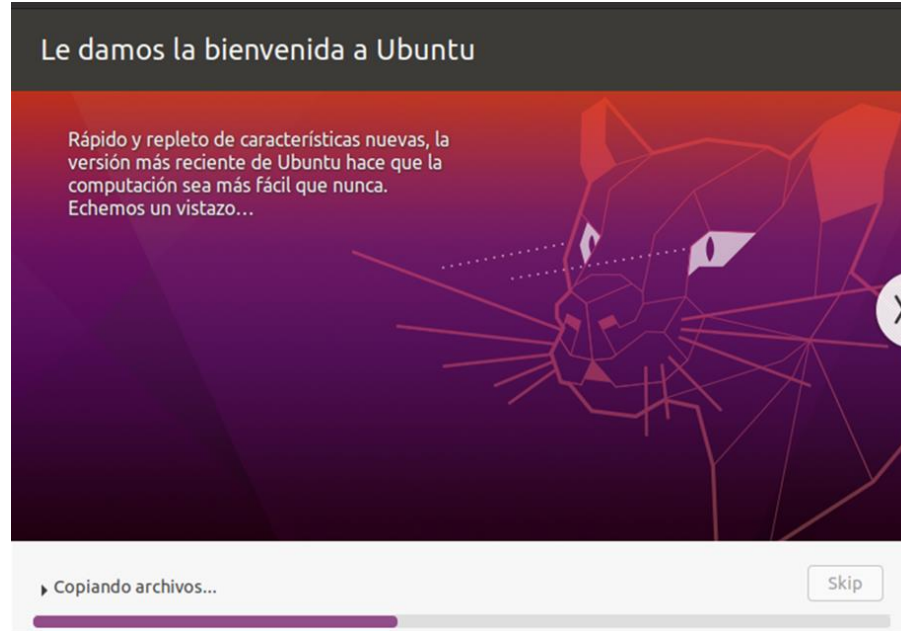 Le damos la bienvenida a Ubuntu
Rápido y repleto de características nuevas, la
versión más reciente de Ubuntu hace que la
computación sea más fácil que nunca.
Echemos un vistazo...
Copiando archivos...
Skip